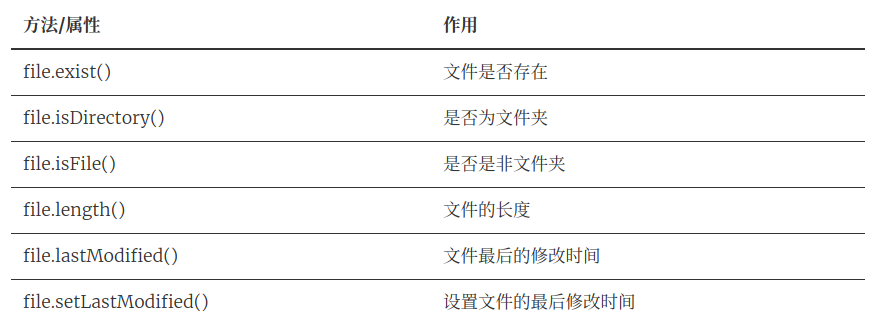 方法/属性 作用
file.exist() 文件是否存在
file.isDirectory() 是否为文件夹
file.isFile() 是否是非文件夹
file.length() 文件的长度
file.lastModified() 文件最后的修改时间
file.setLastModified() 设置文件的最后修改时间